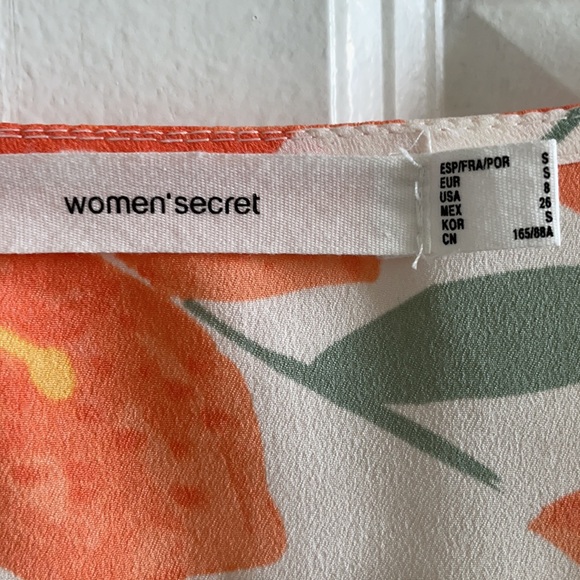 women'secret
ESP/FRA/POR S
EUR S
USA 8
MEX 26
KOR S
CN 165/88A